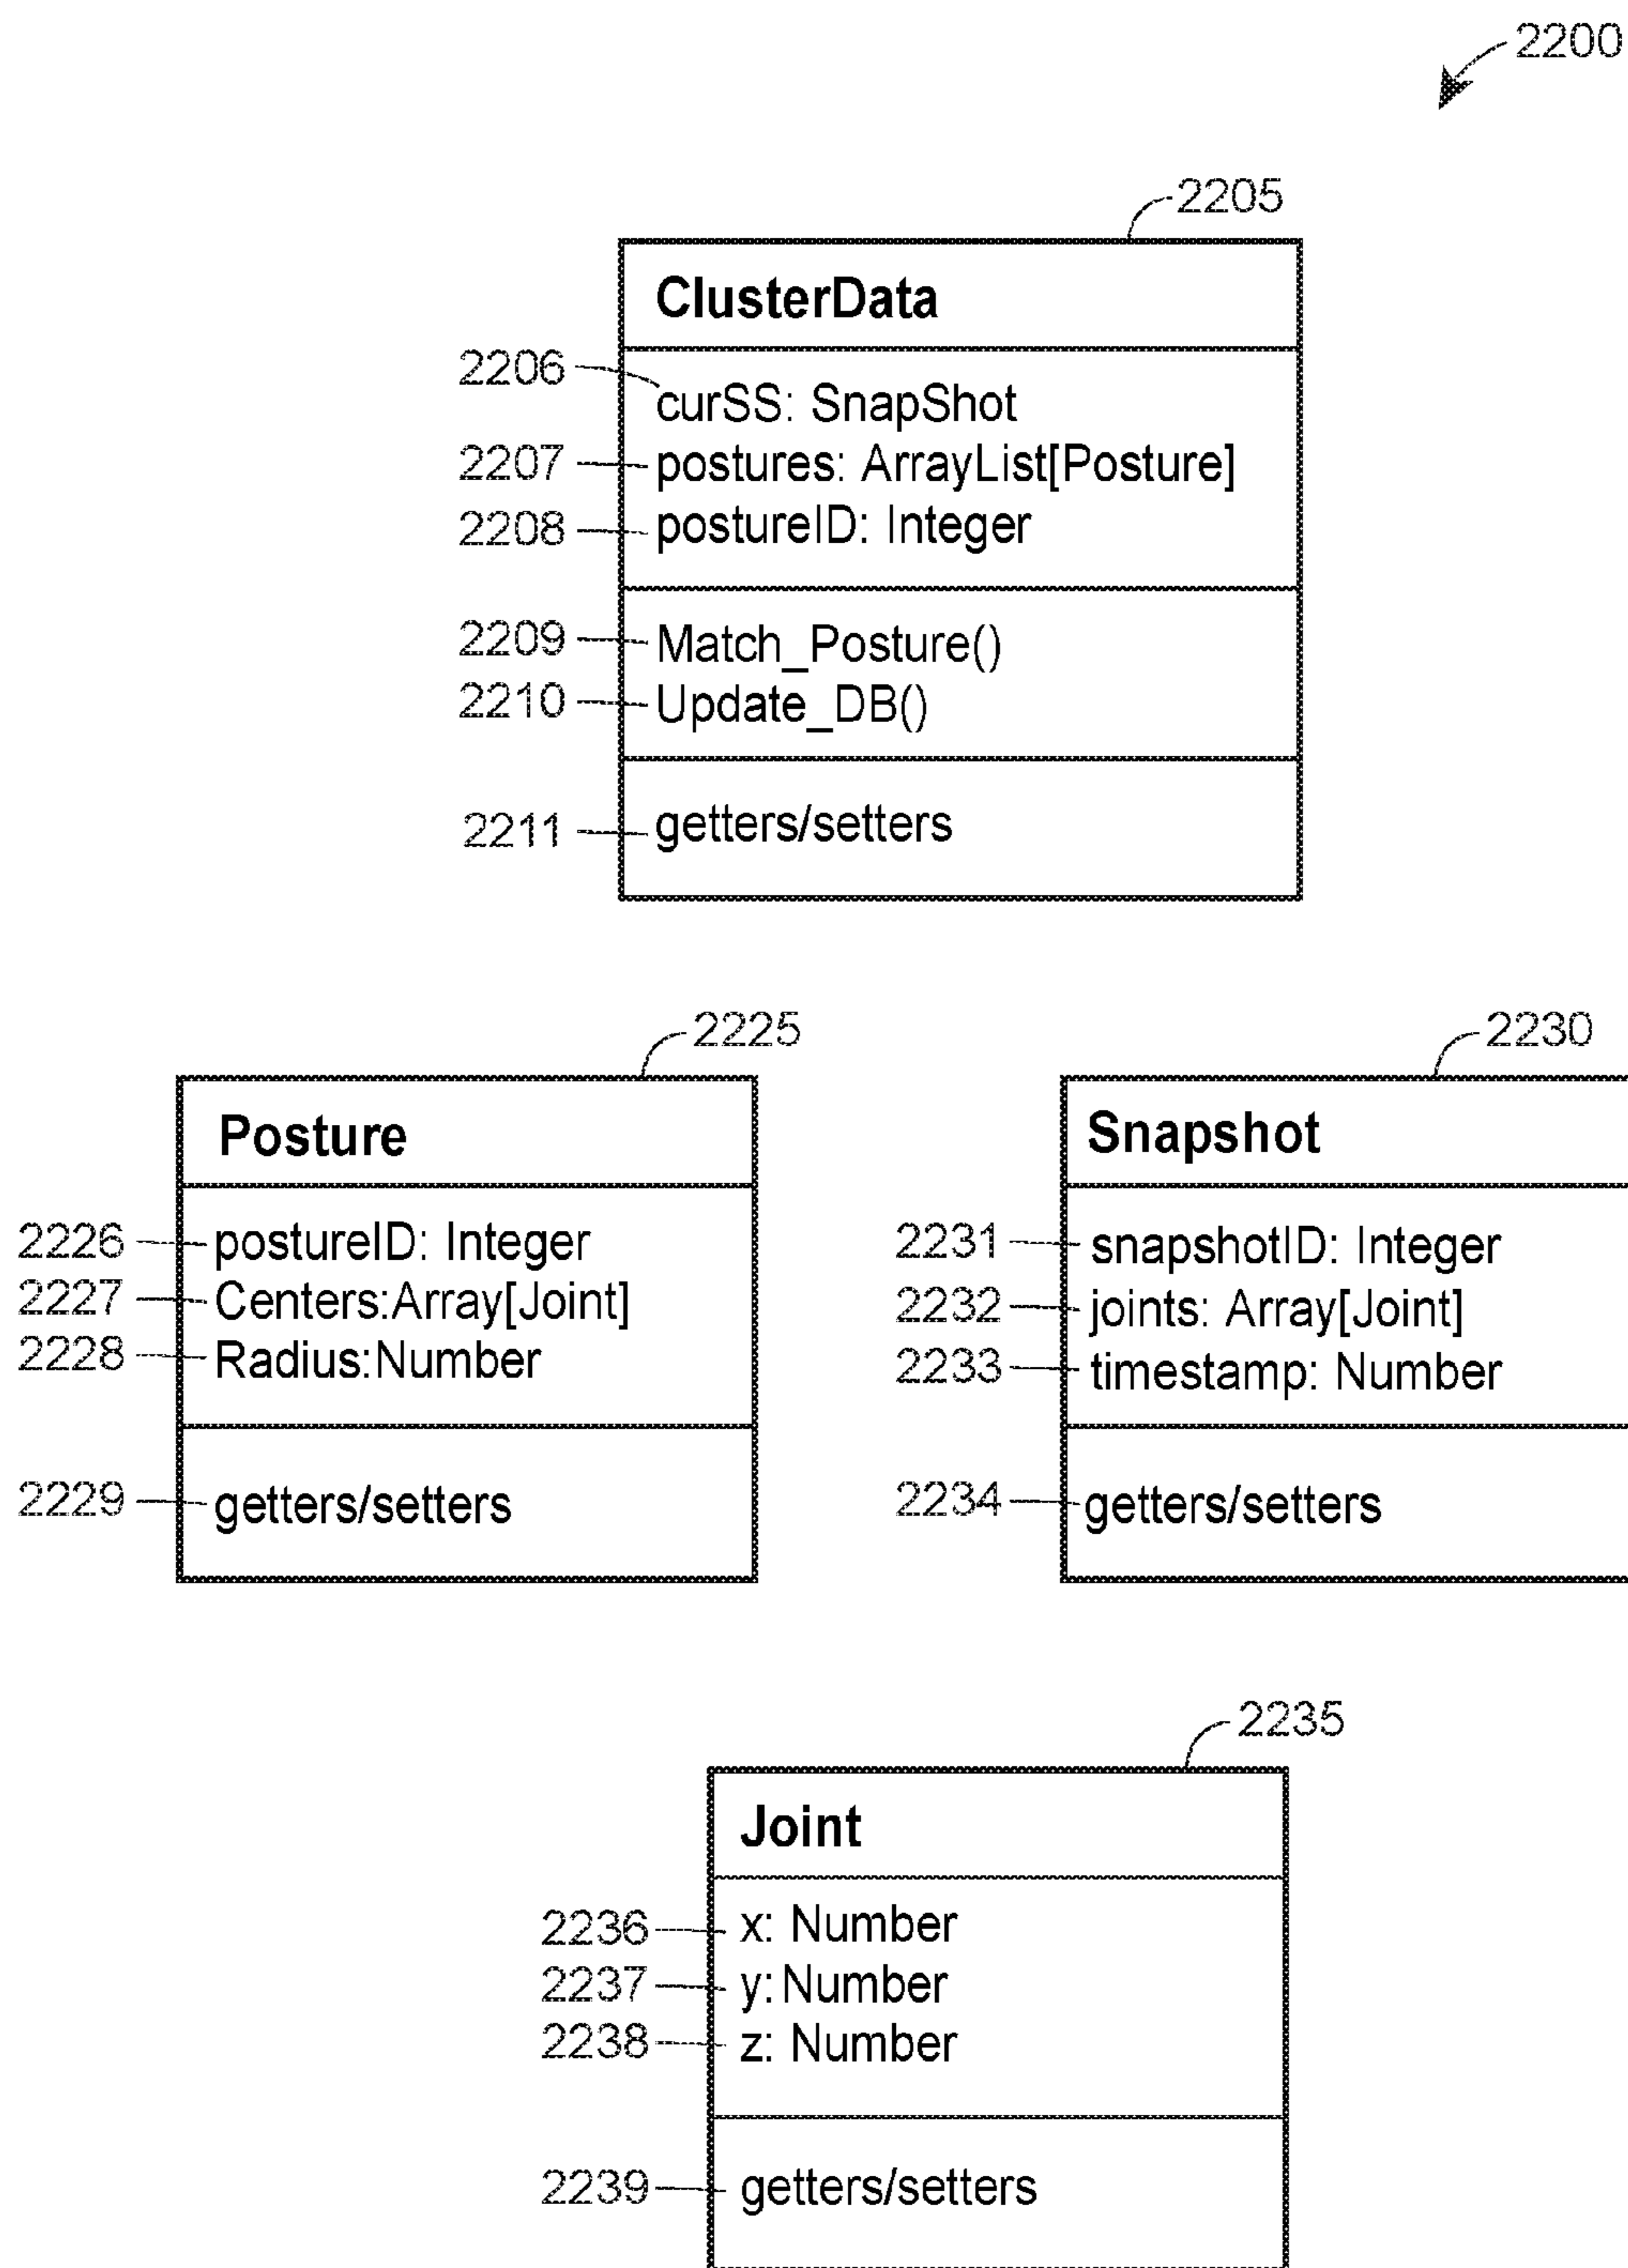 2200
2205
ClusterData
2206 curSS: SnapShot
2207 postures: ArrayList[Posture]
2208 postureID: Integer
2209 Match_Posture()
2210 Update_DB()
2211 getters/setters
2225
Posture
2226 postureID: Integer
2227 Centers:Array[Joint]
2228 Radius:Number
2229 getters/setters
2230
Snapshot
2231 snapshotID: Integer
2232 joints: Array[Joint]
2233 timestamp: Number
2234 getters/setters
2235
Joint
2236 x: Number
2237 y: Number
2238 z: Number
2239 getters/setters